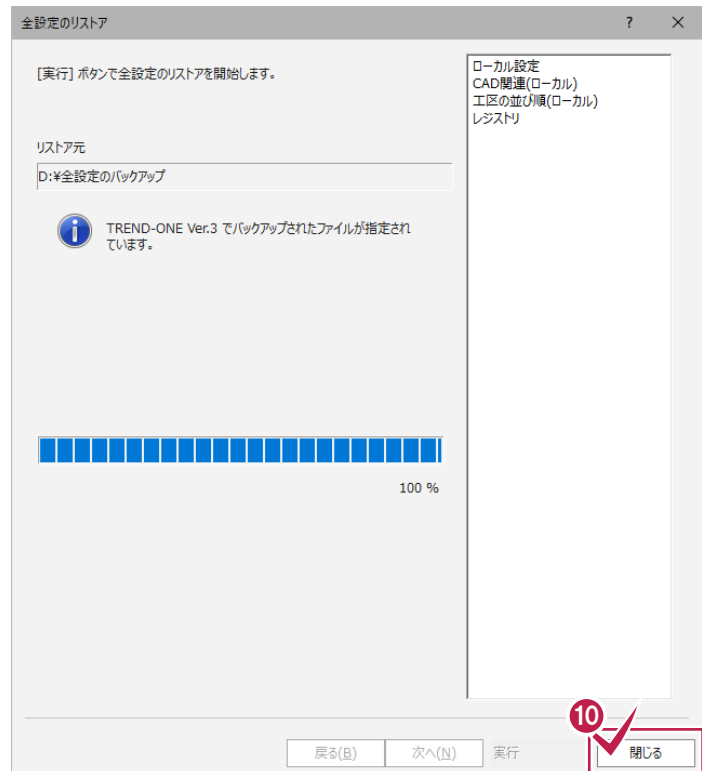 全設定のリストア
? ×
[実行] ボタンで全設定のリストアを開始します。
リストア元
D:¥全設定のバックアップ
TREND-ONE Ver.3 でバックアップされたファイルが指定され
ています。
100 %
ローカル設定
CAD関連(ローカル)
工区の並び順(ローカル)
レジストリ
10
戻る(B)
次へ(N)
実行
閉じる